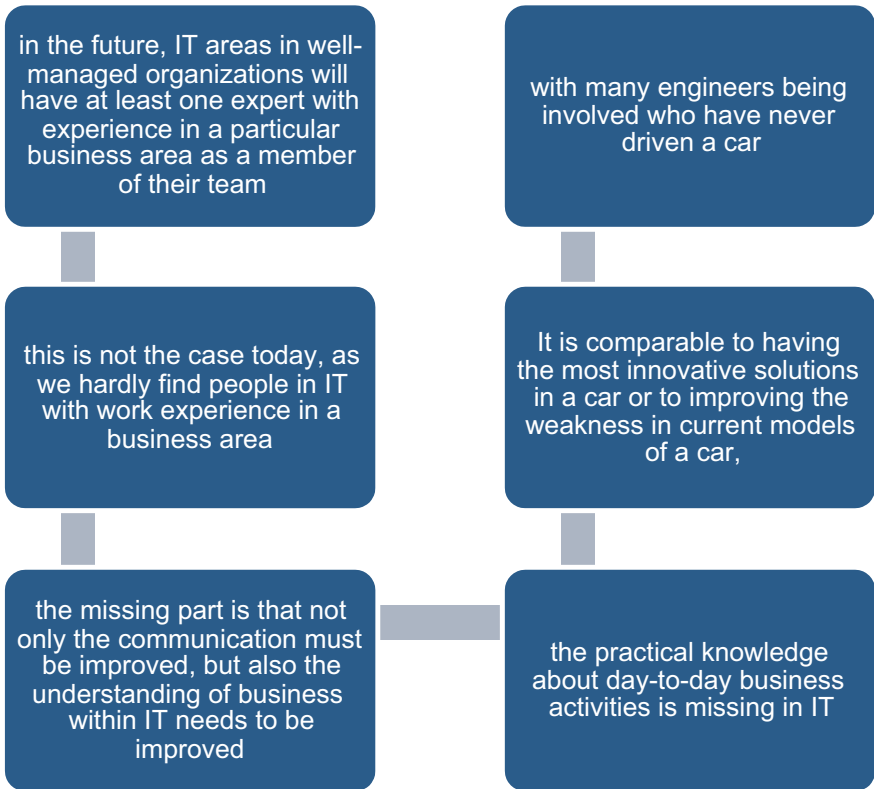 in the future, IT areas in well-
managed organizations will
have at least one expert with
experience in a particular
business area as a member
of their team
this is not the case today, as
we hardly find people in IT
with work experience in a
business area
the missing part is that not
only the communication must
be improved, but also the
understanding of business
within IT needs to be
improved
the practical knowledge
about day-to-day business
activities is missing in IT
It is comparable to having
the most innovative solutions
in a car or to improving the
weakness in current models
of a car,
with many engineers being
involved who have never
driven a car